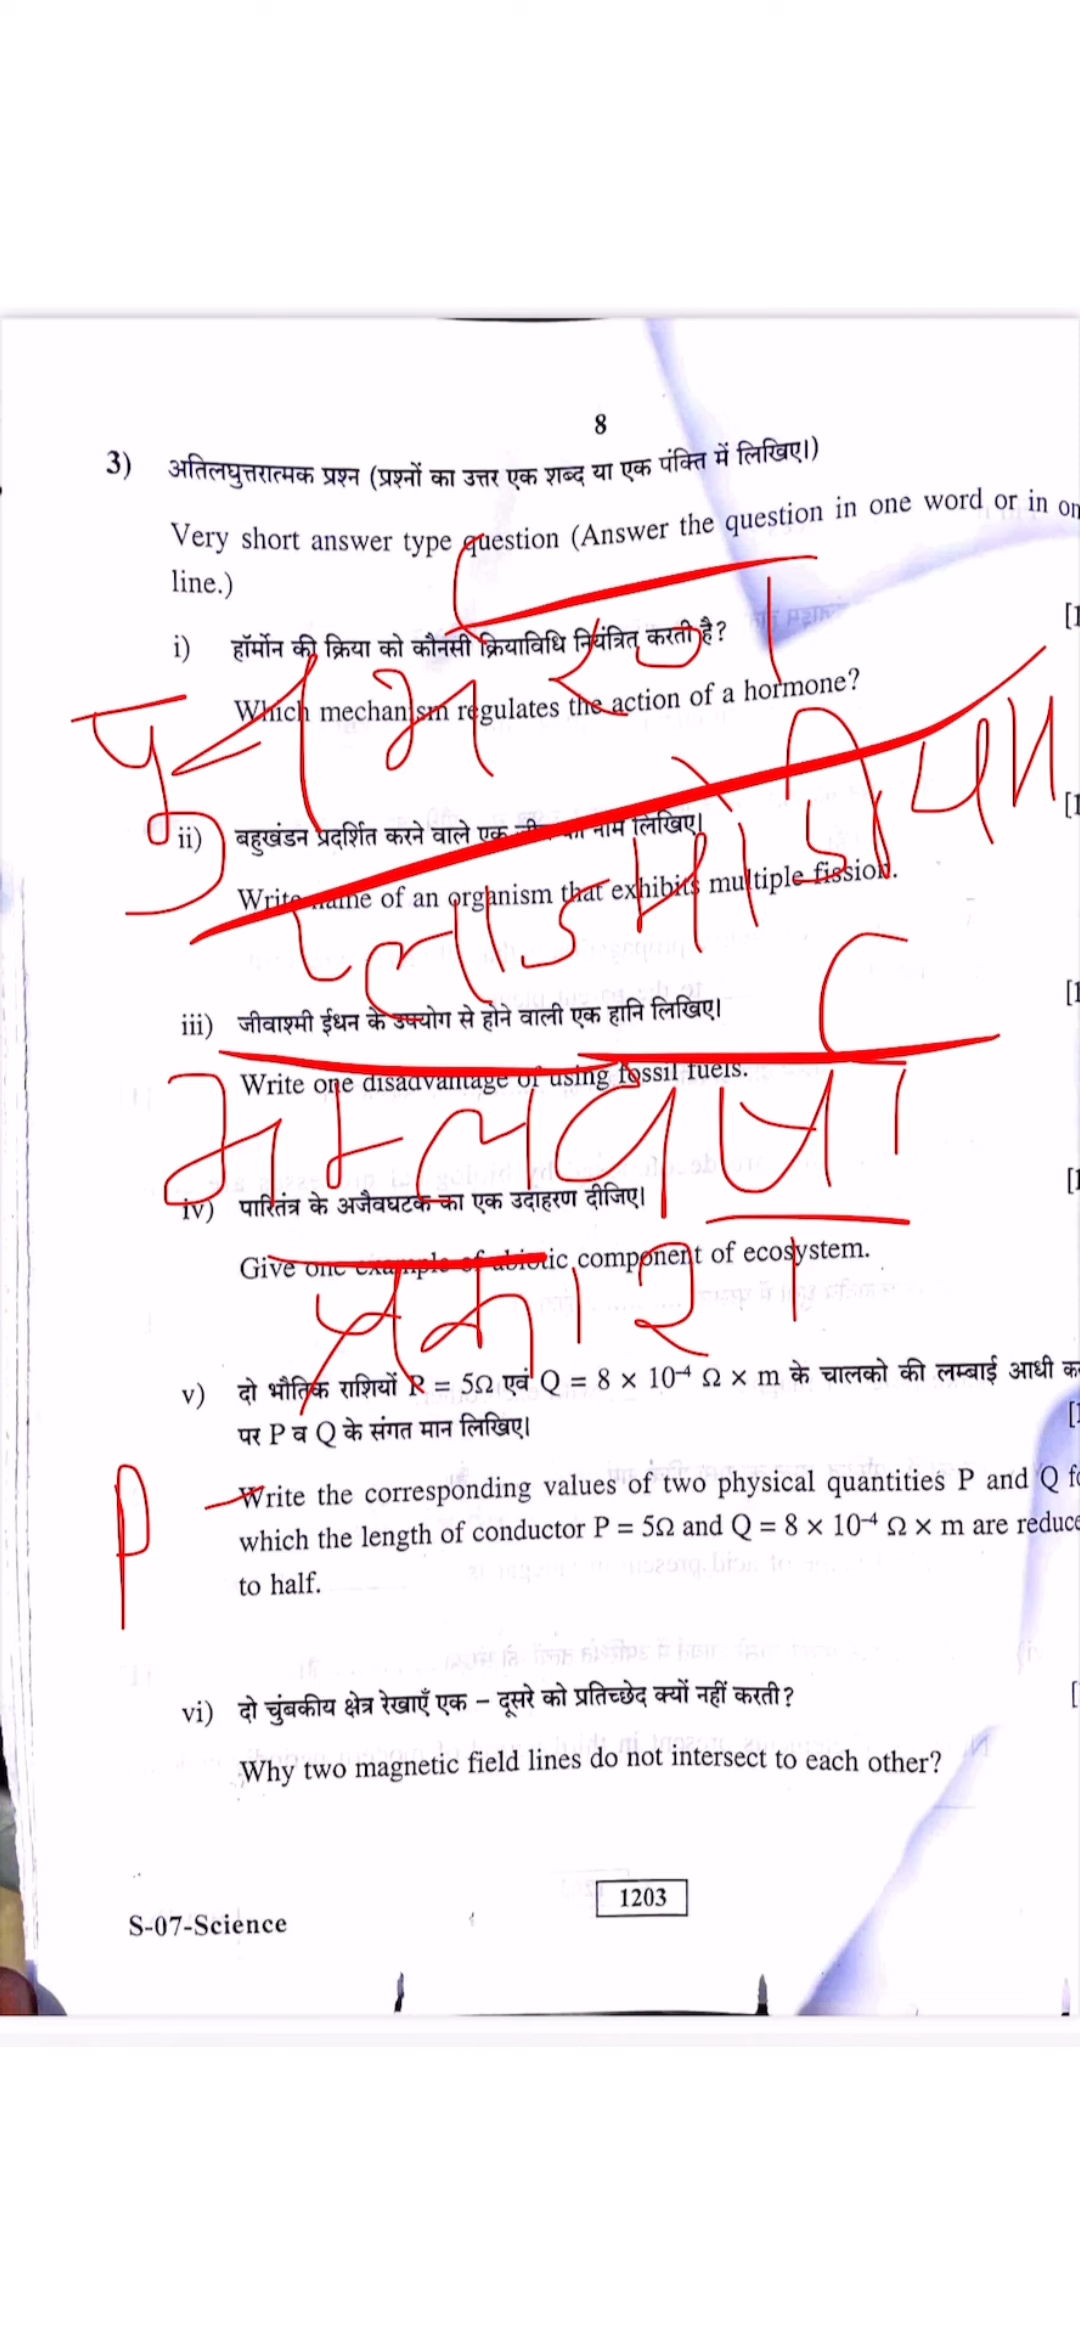 8
3) अतिलघुत्तरात्मक प्रश्न (प्रश्नों का उत्तर एक शब्द या एक पंक्ति में लिखिए।)
Very short answer type question (Answer the question in one word or in on
line.)
[1
i) हॉर्मोन की क्रिया को कौनसी क्रियाविधि नियंत्रित करती है?
Which mechanism regulates the action of a hormone?
पुनर्भरण
[1
ii) बहुखंडन प्रदर्शित करने वाले एक नाम लिखिए।
Write name of an organism that exhibits multiple fission.
प्लाज्मोडियम
[1
iii) जीवाश्मी ईंधन के उपयोग से होने वाली एक हानि लिखिए।
Write one disadvantage of using fossil fuels.
अम्लवर्षा
[1
iv) पारितंत्र के अजैवघटक का एक उदाहरण दीजिए।
Give one example of abiotic component of ecosystem.
प्रकाश
v) दो भौतिक राशियों R = 5Ω एवं Q = 8 × 10⁻⁴ Ω × m के चालको की लम्बाई आधी क
पर P व Q के संगत मान लिखिए।
[1
P
Write the corresponding values of two physical quantities P and Q f
which the length of conductor P = 5Ω and Q = 8 × 10⁻⁴ Ω × m are reduce
to half.
vi) दो चुंबकीय क्षेत्र रेखाएँ एक – दूसरे को प्रतिच्छेद क्यों नहीं करती?
[
Why two magnetic field lines do not intersect to each other?
1203
S-07-Science